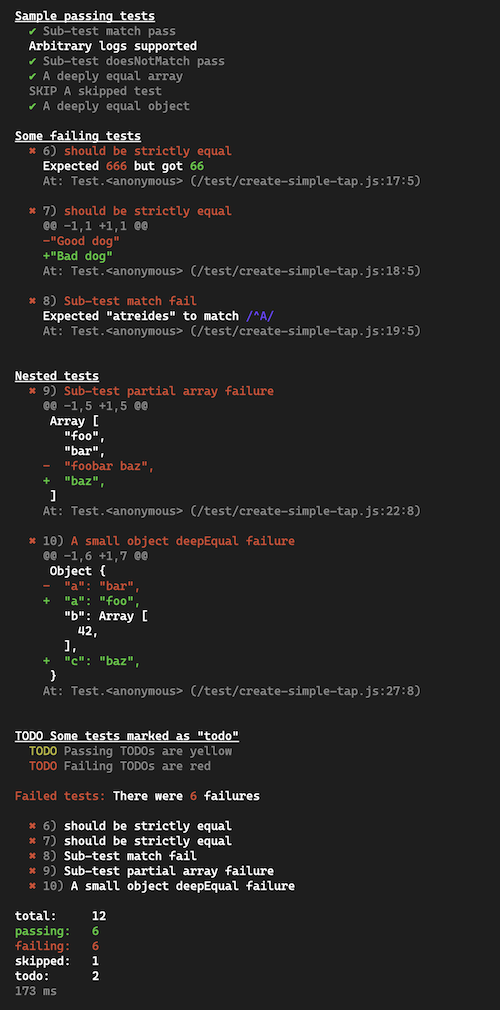 Sample passing tests
✔ Sub-test match pass
Arbitrary logs supported
✔ Sub-test doesNotMatch pass
✔ A deeply equal array
SKIP A skipped test
✔ A deeply equal object
Some failing tests
✖ 6) should be strictly equal
Expected 666 but got 66
At: Test.<anonymous> (/test/create-simple-tap.js:17:5)
✖ 7) should be strictly equal
@@ -1,1 +1,1 @@
-"Good dog"
+"Bad dog"
At: Test.<anonymous> (/test/create-simple-tap.js:18:5)
✖ 8) Sub-test match fail
Expected "atreides" to match /^A/
At: Test.<anonymous> (/test/create-simple-tap.js:19:5)
Nested tests
✖ 9) Sub-test partial array failure
@@ -1,5 +1,5 @@
Array [
"foo",
"bar",
- "foobar baz",
+ "baz",
]
At: Test.<anonymous> (/test/create-simple-tap.js:22:8)
✖ 10) A small object deepEqual failure
@@ -1,6 +1,7 @@
Object {
- "a": "bar",
+ "a": "foo",
"b": Array [
42,
],
+ "c": "baz",
}
At: Test.<anonymous> (/test/create-simple-tap.js:27:8)
TODO Some tests marked as "todo"
TODO Passing TODOs are yellow
TODO Failing TODOs are red
Failed tests: There were 6 failures
✖ 6) should be strictly equal
✖ 7) should be strictly equal
✖ 8) Sub-test match fail
✖ 9) Sub-test partial array failure
✖ 10) A small object deepEqual failure
total: 12
passing: 6
failing: 6
skipped: 1
todo: 2
173 ms